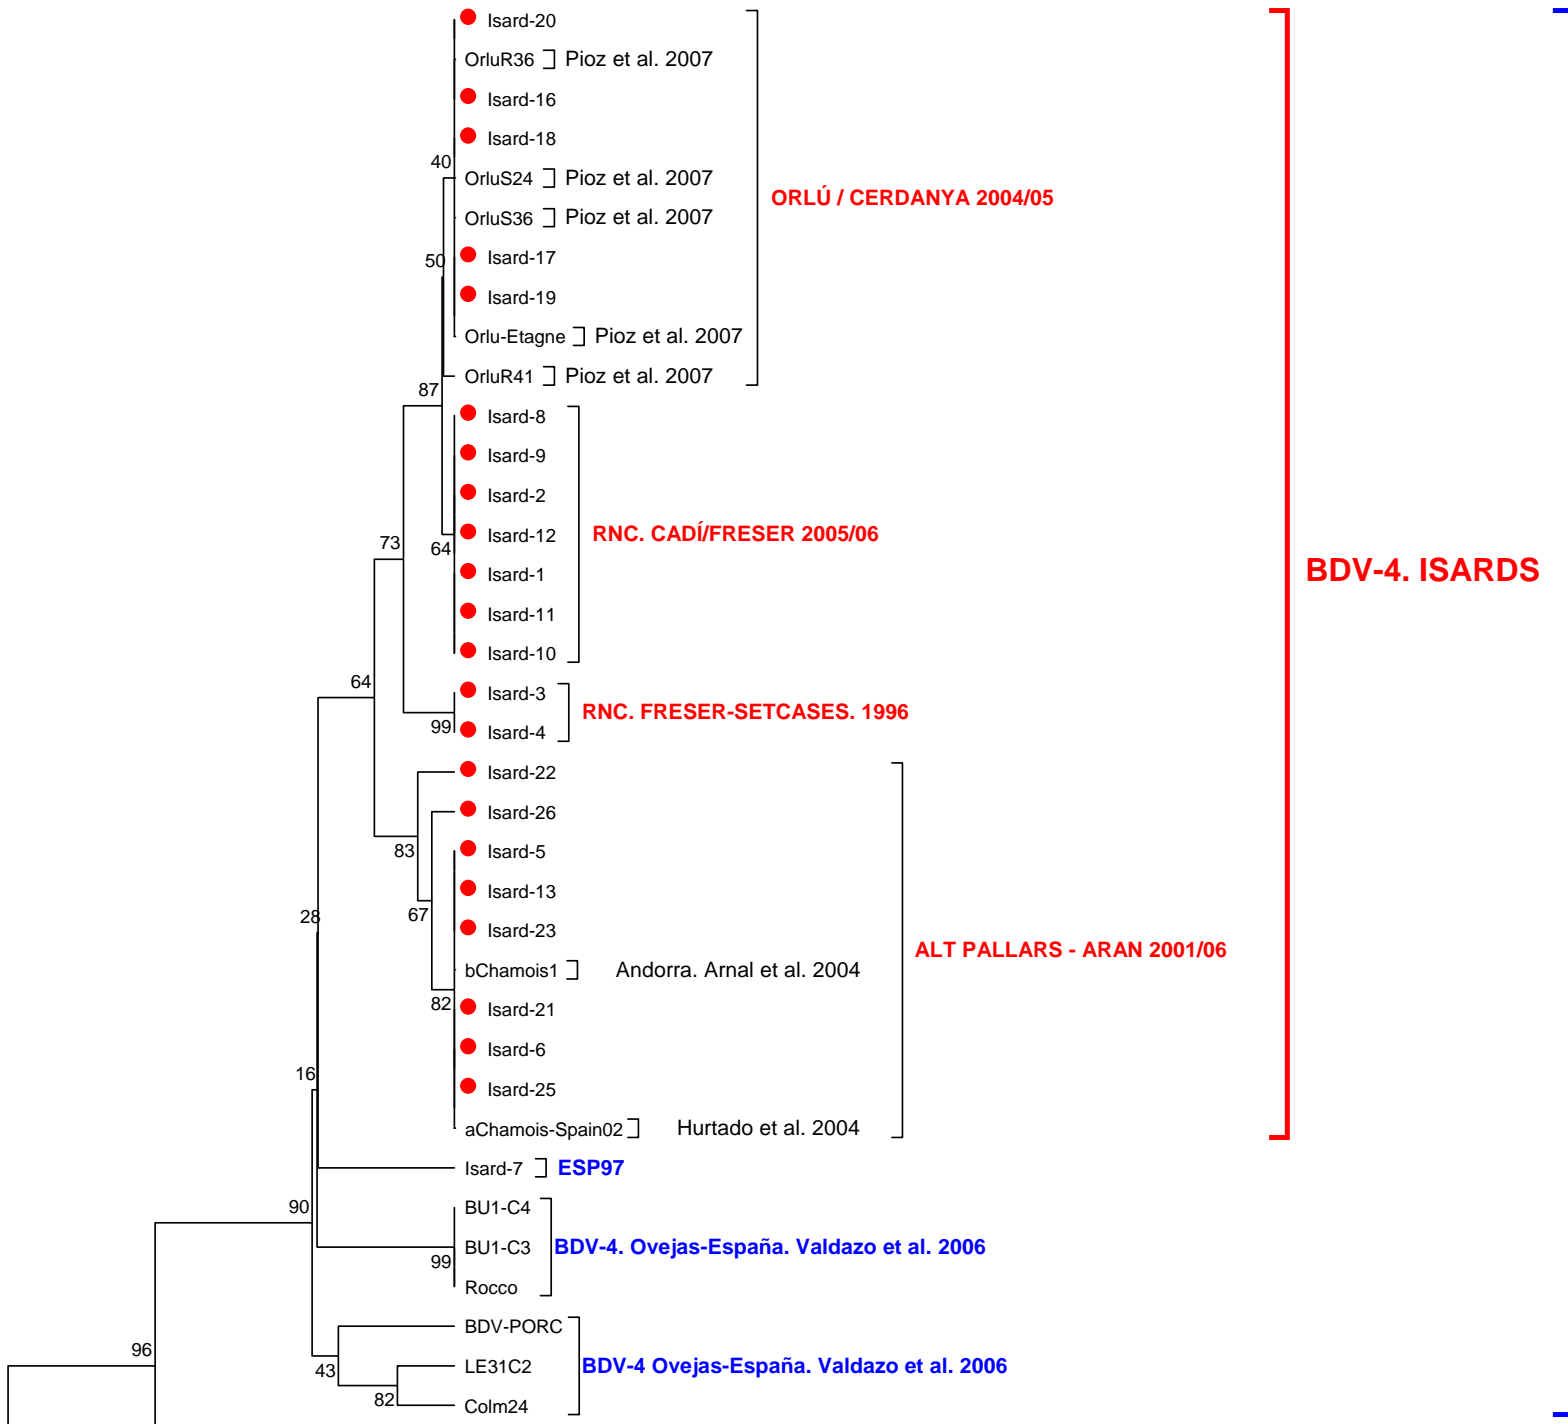 Isard-20
OrluR36 Pioz et al. 2007
Isard-16
Isard-18
40
OrluS24 Pioz et al. 2007
ORLÚ / CERDANYA 2004/05
OrluS36 Pioz et al. 2007
Isard-17
50
Isard-19
Orlu-Etagne Pioz et al. 2007
OrluR41 Pioz et al. 2007
87
Isard-8
Isard-9
Isard-2
Isard-12
RNC. CADÍ/FRESER 2005/06
73
64
BDV-4. ISARDS
Isard-1
Isard-11
Isard-10
64
Isard-3
RNC. FRESER-SETCASES. 1996
99
Isard-4
Isard-22
Isard-26
83
Isard-5
Isard-13
67
28
Isard-23
ALT PALLARS - ARAN 2001/06
bChamois1 Andorra. Arnal et al. 2004
82
Isard-21
Isard-6
16
Isard-25
aChamois-Spain02 Hurtado et al. 2004
Isard-7 ESP97
90
BU1-C4
BU1-C3 BDV-4. Ovejas-España. Valdazo et al. 2006
99
Rocco
BDV-PORC
96
LE31C2 BDV-4 Ovejas-España. Valdazo et al. 2006
43
82
Colm24